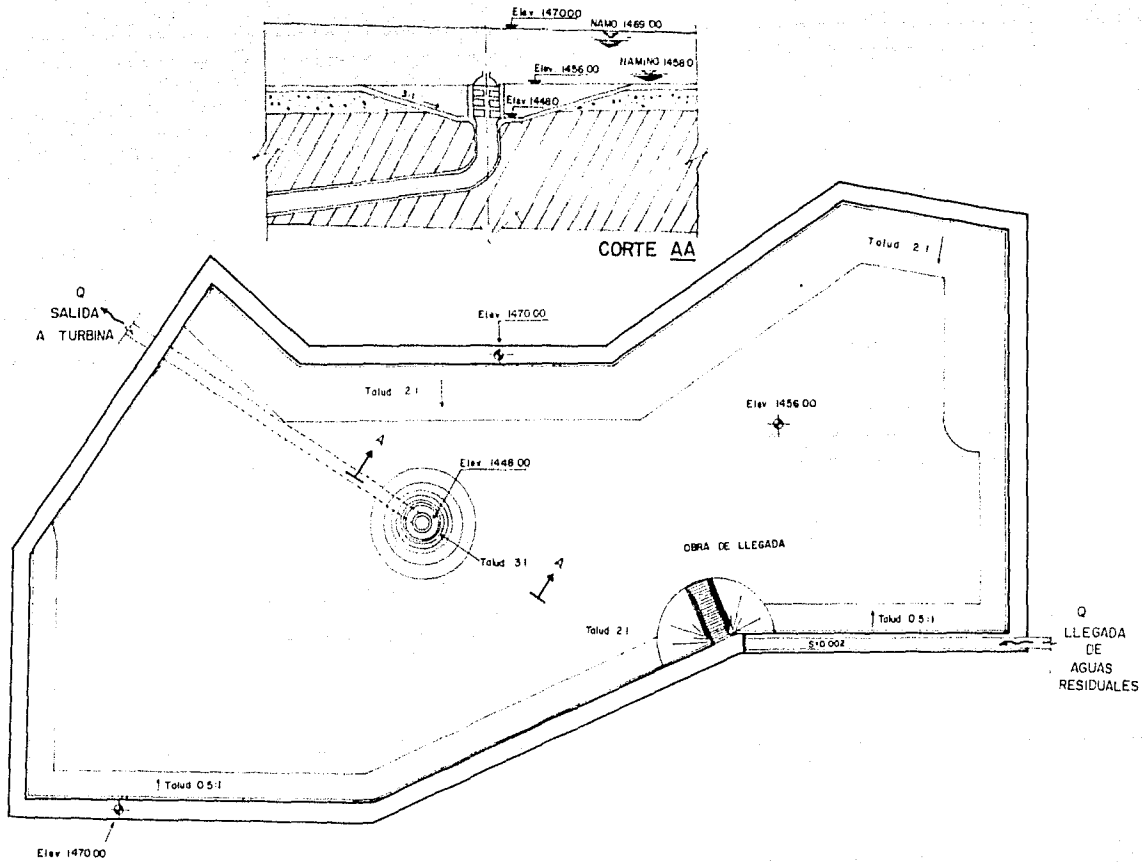 Elev 1470.00
NAMO 1469.00
NAMINO 1458.0
Elev. 1456.00
Elev 1448.0
3:1
CORTE AA
Talud 2:1
Q
SALIDA
A TURBINA
Elev 1470.00
Talud 2:1
Elev 1456.00
A
Elev 1448.00
Talud 3:1
A
OBRA DE LLEGADA
Talud 2:1
Talud 0.5:1
S=0.002
Q
LLEGADA
DE
AGUAS
RESIDUALES
Talud 0.5:1
Elev 1470.00